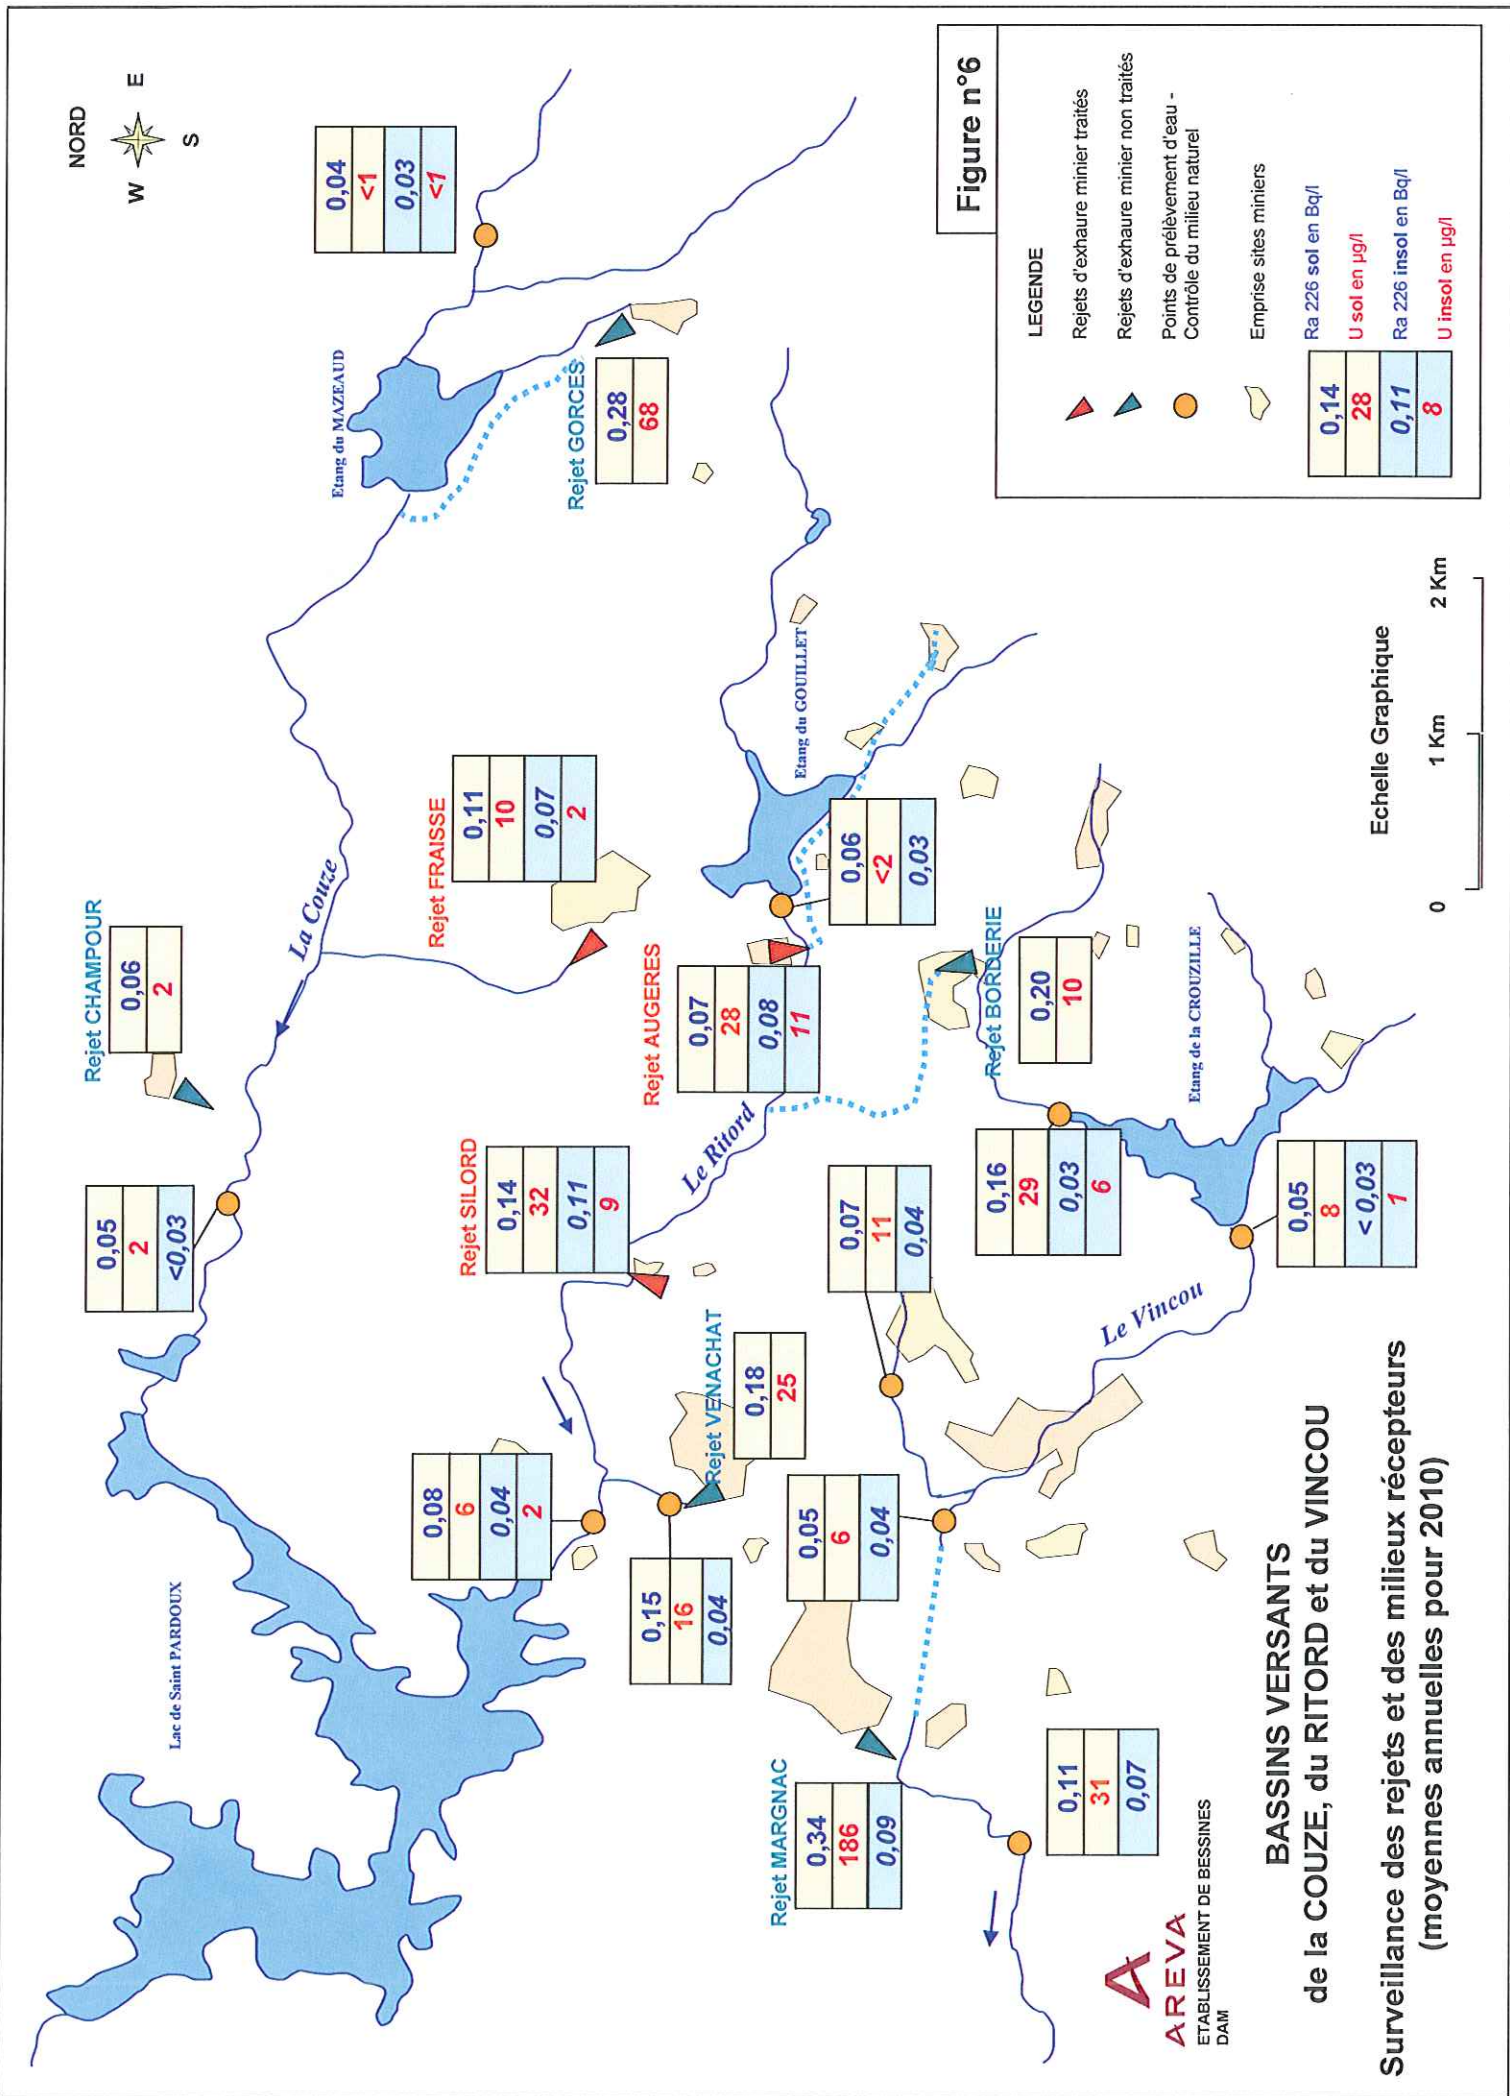 NORD
W
E
S
Figure n°6
LEGENDE
Rejets d'exhaure minier traités
Rejets d'exhaure minier non traités
Points de prélèvement d'eau -
Contrôle du milieu naturel
Emprise sites miniers
0,14
Ra 226 sol en Bq/l
28
U sol en µg/l
0,11
Ra 226 insol en Bq/l
8
U insol en µg/l
0,04
<1
0,03
<1
Etang du MAZEAUD
Rejet GORCES
0,28
68
La Couze
Rejet CHAMPOUR
0,06
2
0,05
2
<0,03
Rejet FRAISSE
0,11
10
0,07
2
Etang du GOUILLET
0,06
<2
0,03
Rejet AUGERES
0,07
28
0,08
11
Le Ritord
Rejet SILORD
0,14
32
0,11
9
Rejet BORDERIE
0,20
10
Etang de la CROUZILLE
0,16
29
0,03
6
0,05
8
< 0,03
1
Le Vincou
0,07
11
0,04
Rejet VENACHAT
0,18
25
0,08
6
0,04
2
0,15
16
0,04
0,05
6
0,04
Lac de Saint PARDOUX
Rejet MARGNAC
0,34
186
0,09
0,11
31
0,07
Echelle Graphique
0
1 Km
2 Km
AREVA
ETABLISSEMENT DE BESSINES
DAM
BASSINS VERSANTS
de la COUZE, du RITORD et du VINCOU
Surveillance des rejets et des milieux récepteurs
(moyennes annuelles pour 2010)